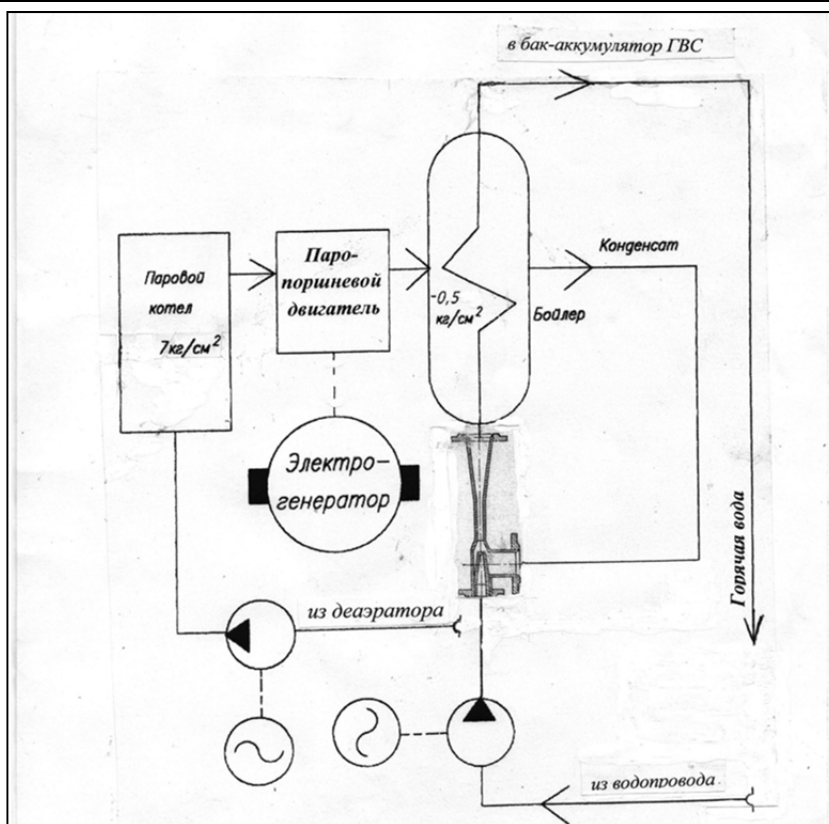 в бак-аккумулятор ГВС
Паровой
котел
7кг/см²
Паро-
поршневой
двигатель
-0,5
кг/см²
Бойлер
Конденсат
Электро-
генератор
Горячая вода
из деаэратора
из водопровода